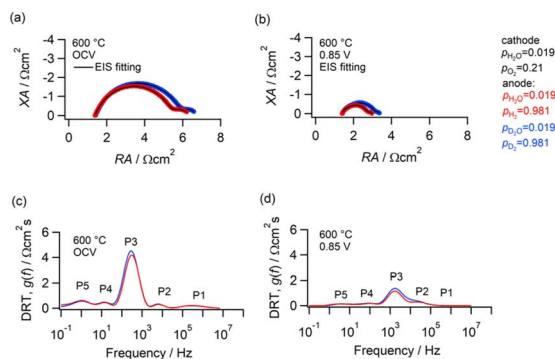 (a)
600 °C
OCV
EIS fitting
-4
-3
-2
-1
0
XA / Ωcm²
0 2 4 6 8
RA / Ωcm²
(b)
600 °C
0.85 V
EIS fitting
-4
-3
-2
-1
0
XA / Ωcm²
0 2 4 6 8
RA / Ωcm²
cathode
pH₂O=0.019
pO₂=0.21
anode:
pH₂O=0.019
pH₂=0.981
pD₂O=0.019
pD₂=0.981
(c)
600 °C
OCV
P5 P4 P3 P2 P1
6
4
2
0
DRT, g(f) / Ωcm²s
10⁻¹ 10¹ 10³ 10⁵ 10⁷
Frequency / Hz
(d)
600 °C
0.85 V
P5 P4 P3 P2 P1
6
4
2
0
DRT, g(f) / Ωcm²s
10⁻¹ 10¹ 10³ 10⁵ 10⁷
Frequency / Hz